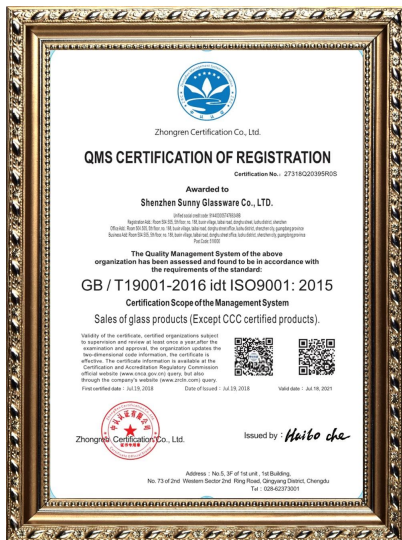 Zhongren Certification Co., Ltd.
QMS CERTIFICATION OF REGISTRATION
Certification No.: 27318Q20395R0S
Awarded to
Shenzhen Sunny Glassware Co., LTD.
The Quality Management System of the above
organization has been assessed and found to be in accordance with
the requirements of the standard:
GB / T19001-2016 idt ISO9001: 2015
Certification Scope of the Management System
Sales of glass products (Except CCC certified products).
Validity of the certificate, certified organizations subject
to supervision and review at least once a year, after the
examination and approval, the organization updates the
two-dimensional code information, the certificate is
effective. The certificate information is available at the
Certification and Accreditation Regulatory Commission
official website (www.cnca.gov.cn) query, but also
through the company's website (www.zrcln.com) query.
First certified date : Jul.19, 2018 Date of Issued : Jul.19, 2018 Valid date : Jul.18, 2021
Zhongren Certification Co., Ltd.
Issued by : Haibo che
Address : No.5, 3F of 1st unit , 1st Building,
No. 73 of 2nd Western Sector 2nd Ring Road, Qingyang District, Chengdu
Tel : 028-62373001